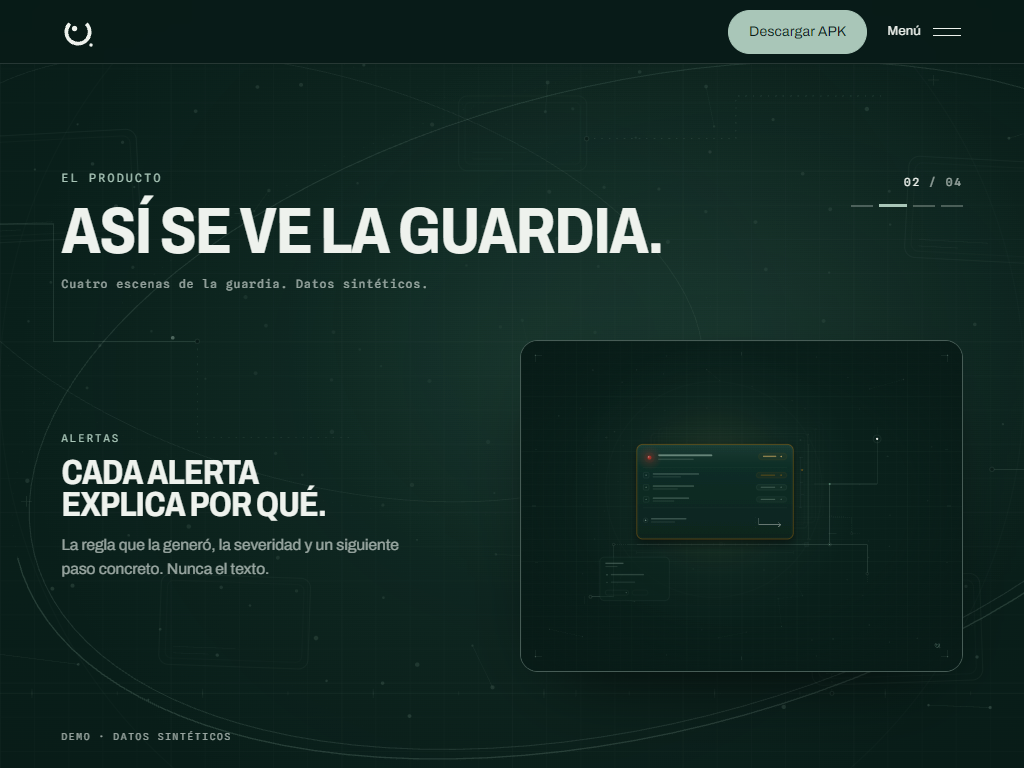 Descargar APK
Menú
EL PRODUCTO
02 / 04
ASÍ SE VE LA GUARDIA.
Cuatro escenas de la guardia. Datos sintéticos.
ALERTAS
CADA ALERTA
EXPLICA POR QUÉ.
La regla que la generó, la severidad y un siguiente
paso concreto. Nunca el texto.
DEMO · DATOS SINTÉTICOS